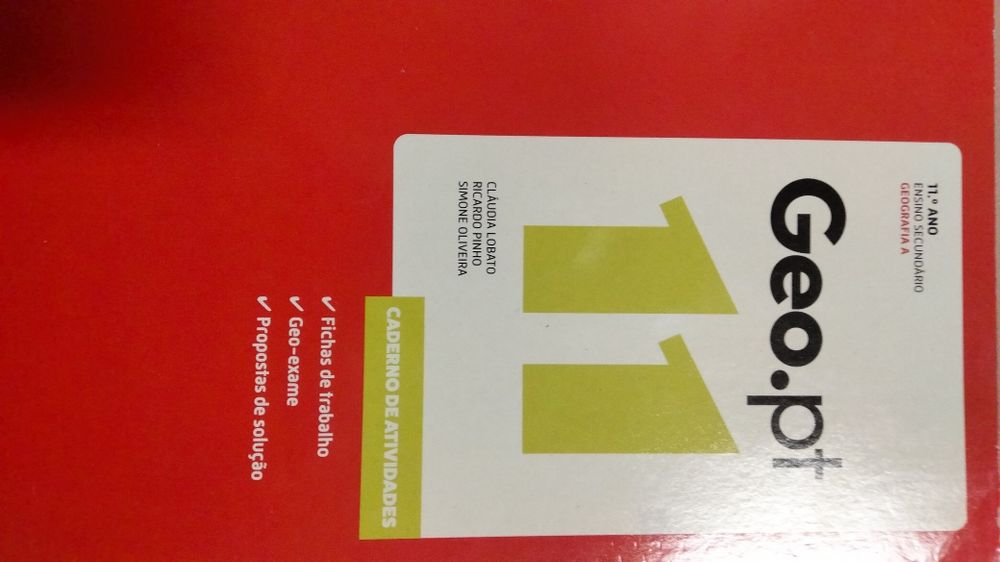 11.º ANO
ENSINO SECUNDÁRIO
GEOGRAFIA A
Geo.pt
11
CLÁUDIA LOBATO
RICARDO PINHO
SIMONE OLIVEIRA
CADERNO DE ATIVIDADES
✓ Fichas de trabalho
✓ Geo-exame
✓ Propostas de solução